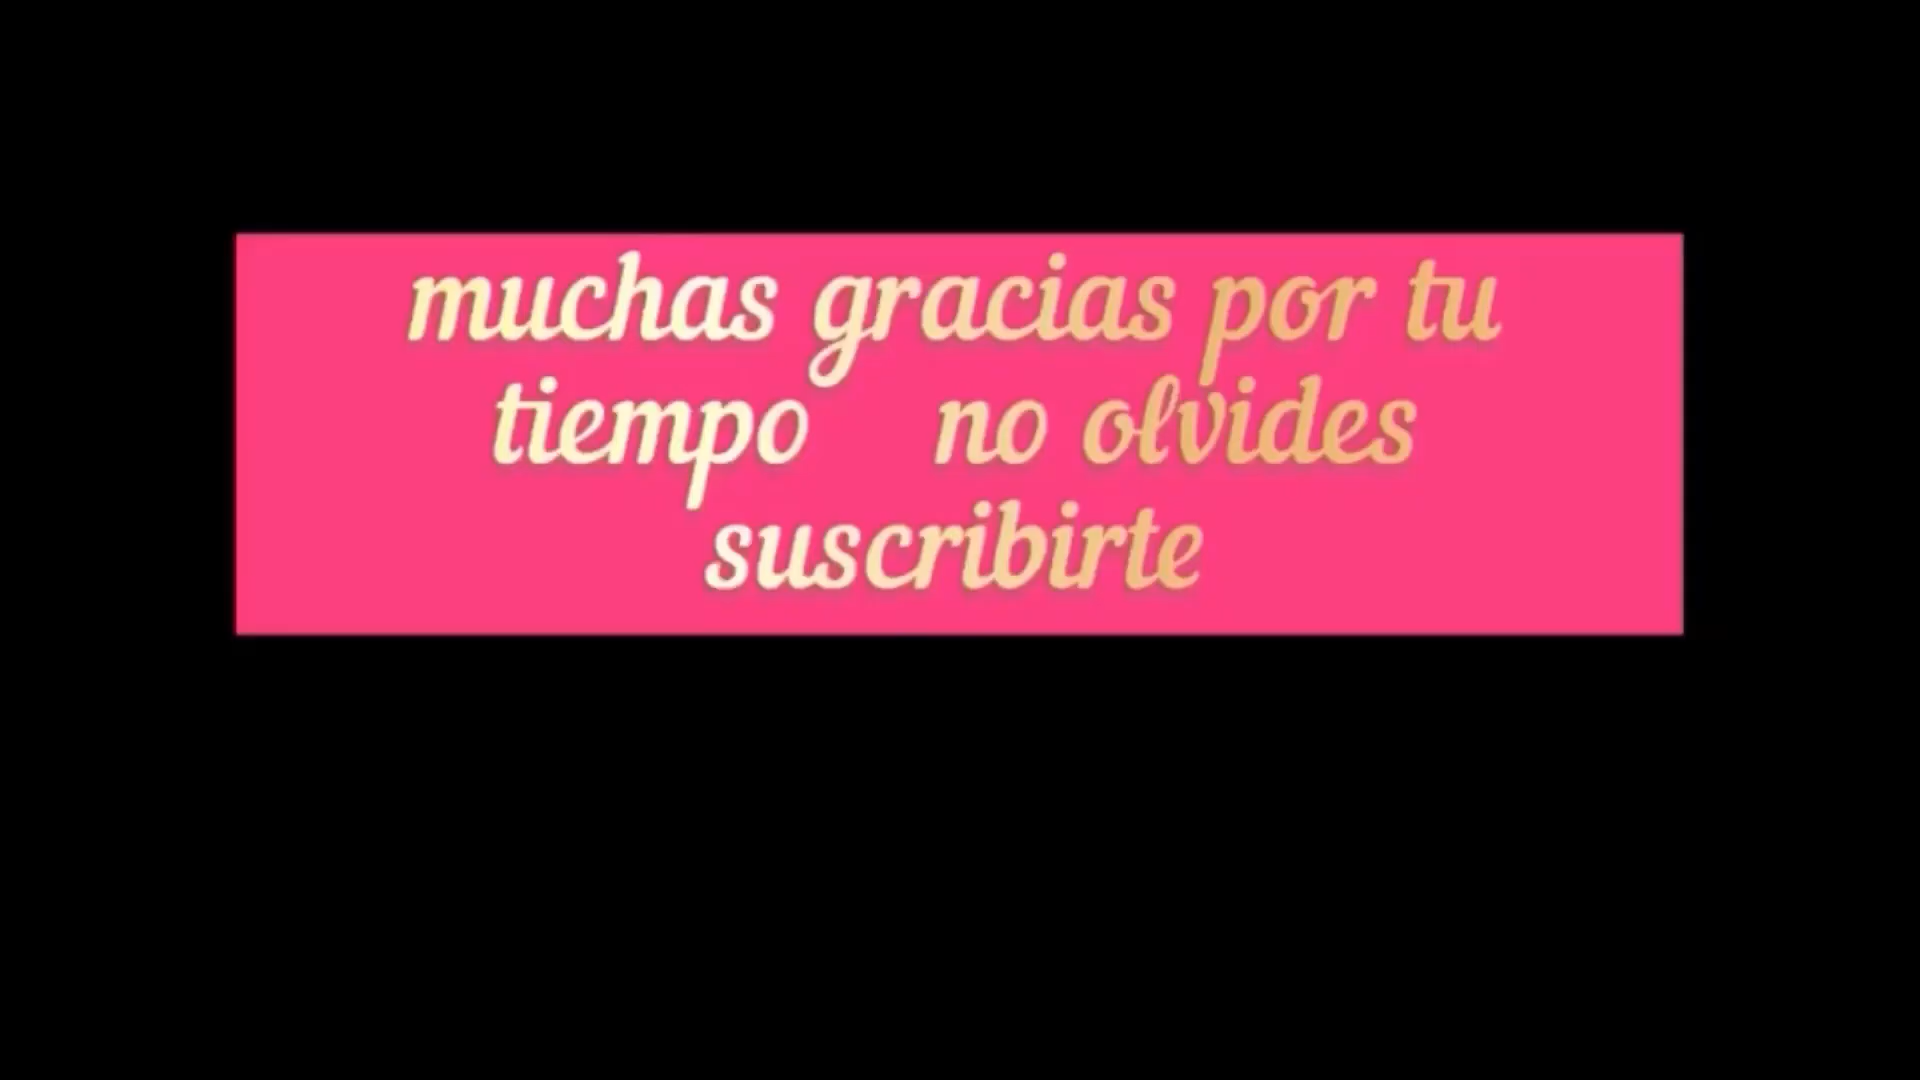 muchas gracias por tu
tiempo no olvides
suscribirte